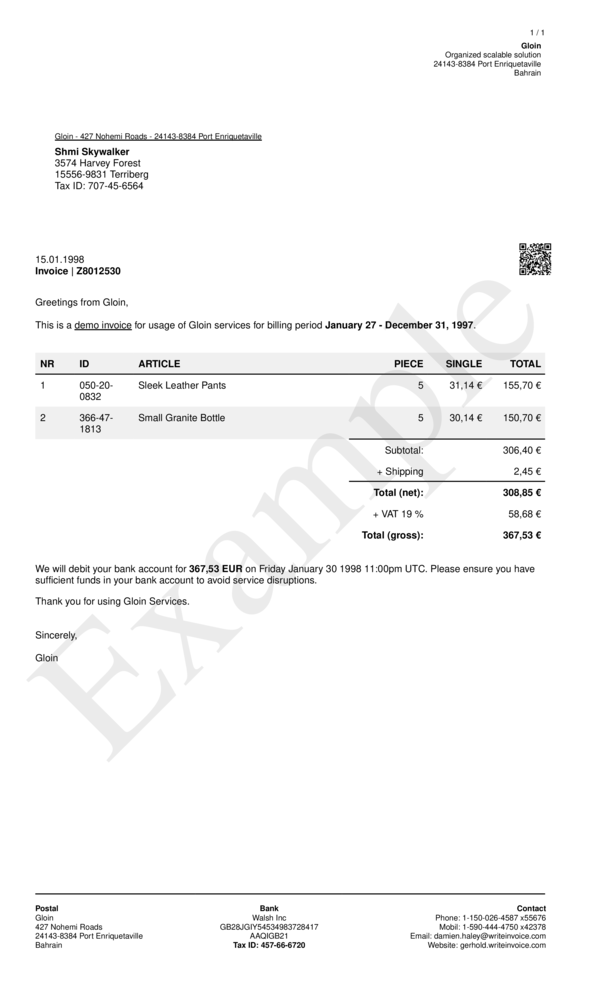 1 / 1
Gloin
Organized scalable solution
24143-8384 Port Enriquetaville
Bahrain
Gloin - 427 Nohemi Roads - 24143-8384 Port Enriquetaville
Shmi Skywalker
3574 Harvey Forest
15556-9831 Terriberg
Tax ID: 707-45-6564
15.01.1998
Invoice | Z8012530
Greetings from Gloin,
This is a demo invoice for usage of Gloin services for billing period January 27 - December 31, 1997.
NR ID ARTICLE PIECE SINGLE TOTAL
1 050-20- Sleek Leather Pants 5 31,14 € 155,70 €
0832
2 366-47- Small Granite Bottle 5 30,14 € 150,70 €
1813
Subtotal: 306,40 €
+ Shipping 2,45 €
Total (net): 308,85 €
+ VAT 19 % 58,68 €
Total (gross): 367,53 €
We will debit your bank account for 367,53 EUR on Friday January 30 1998 11:00pm UTC. Please ensure you have
sufficient funds in your bank account to avoid service disruptions.
Thank you for using Gloin Services.
Sincerely,
Gloin
Example
Postal Bank Contact
Gloin Walsh Inc Phone: 1-150-026-4587 x55676
427 Nohemi Roads GB28JGIY54534983728417 Mobil: 1-590-444-4750 x42378
24143-8384 Port Enriquetaville AAQIGB21 Email: damien.haley@writeinvoice.com
Bahrain Tax ID: 457-66-6720 Website: gerhold.writeinvoice.com